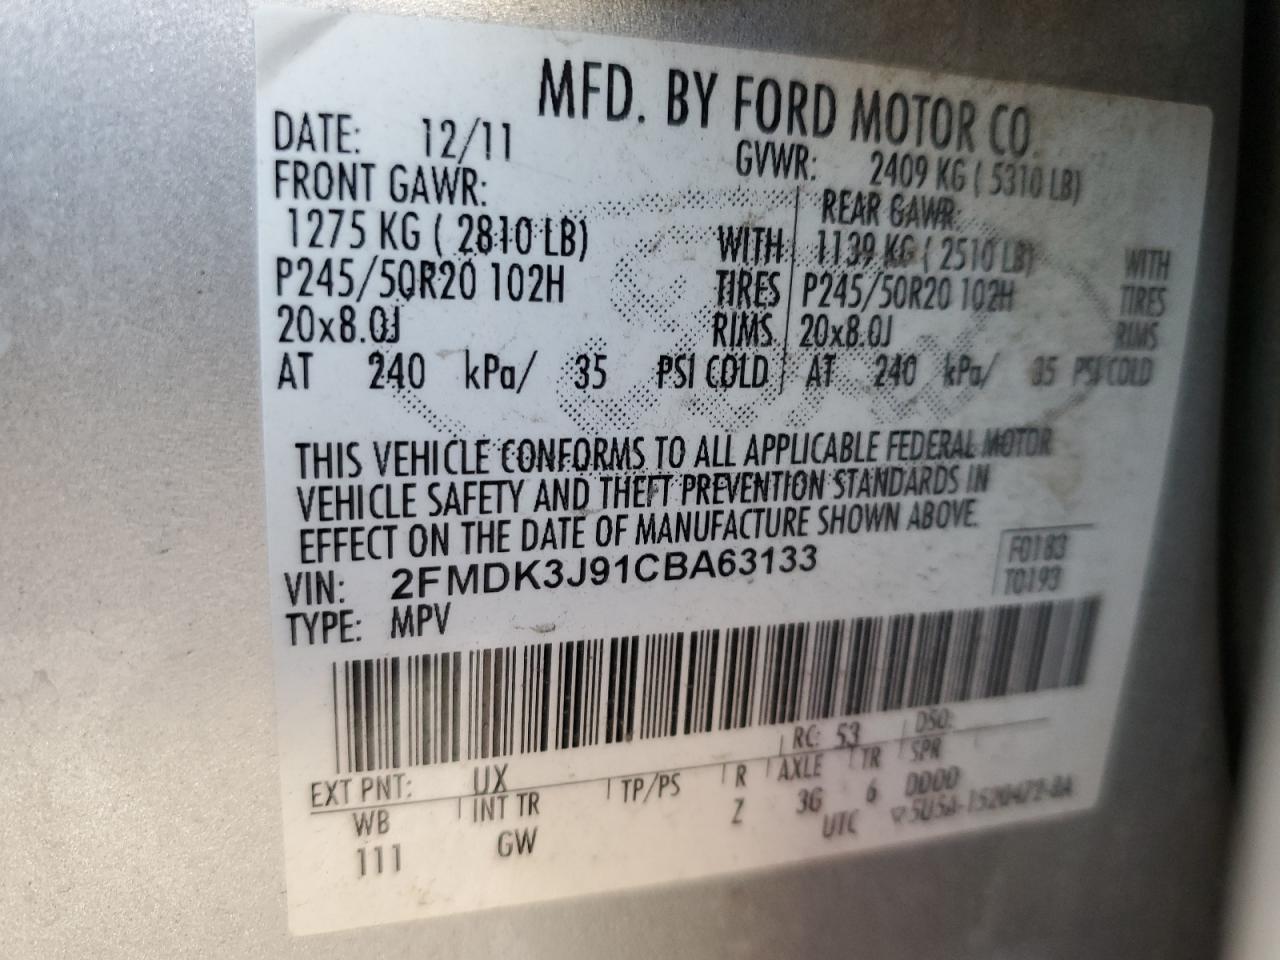 MFD. BY FORD MOTOR CO.
DATE: 12/11 GVWR: 2409 KG ( 5310 LB)
FRONT GAWR: REAR GAWR:
1275 KG ( 2810 LB) WITH 1139 KG ( 2510 LB) WITH
P245/50R20 102H TIRES P245/50R20 102H TIRES
20x8.0J RIMS 20x8.0J RIMS
AT 240 kPa/ 35 PSI COLD AT 240 kPa/ 35 PSI COLD
THIS VEHICLE CONFORMS TO ALL APPLICABLE FEDERAL MOTOR
VEHICLE SAFETY AND THEFT PREVENTION STANDARDS IN
EFFECT ON THE DATE OF MANUFACTURE SHOWN ABOVE.
F0183
VIN: 2FMDK3J91CBA63133 T0193
TYPE: MPV
EXT PNT: UX RC: 53 DSO:
WB INT TR TP/PS R AXLE TR SPR
111 GW Z 3G 6 DDDD
UTC